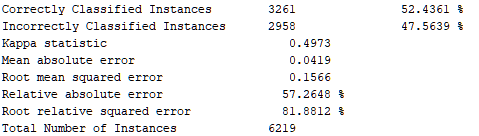 Correctly Classified Instances 3261 52.4361 %
Incorrectly Classified Instances 2958 47.5639 %
Kappa statistic 0.4973
Mean absolute error 0.0419
Root mean squared error 0.1566
Relative absolute error 57.2648 %
Root relative squared error 81.8812 %
Total Number of Instances 6219